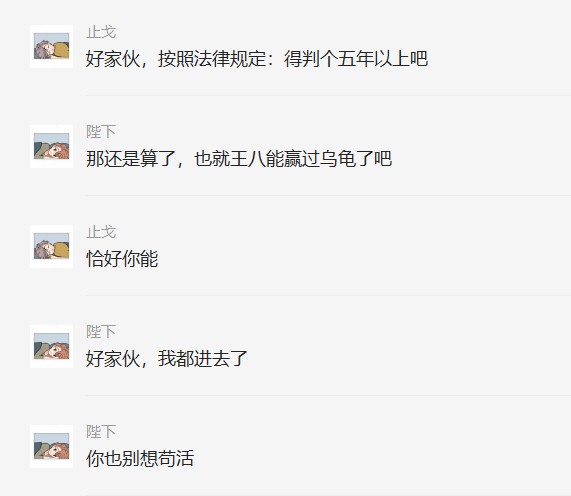 止戈
好家伙，按照法律规定：得判个五年以上吧
陛下
那还是算了，也就王八能赢过乌龟了吧
止戈
恰好你能
陛下
好家伙，我都进去了
陛下
你也别想苟活